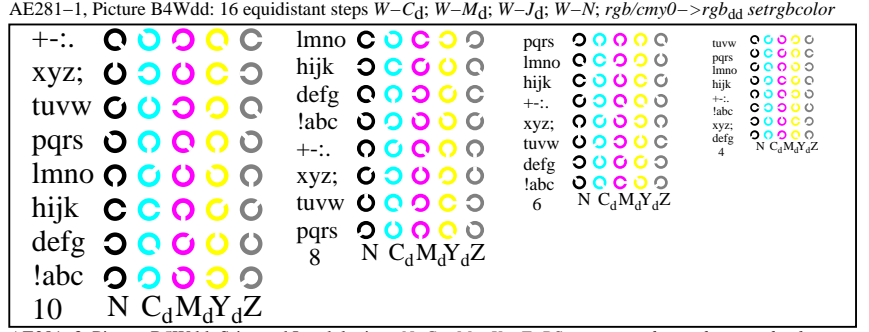 AE281−1, Picture B4Wdd: 16 equidistant steps W−Cd; W−Md; W−Jd; W−N; rgb/cmy0−>rgbdd setrgbcolor
+-:.
xyz;
tuvw
pqrs
lmno
hijk
defg
!abc
10 N CdMdYdZ
lmno
hijk
defg
!abc
+-:.
xyz;
tuvw
pqrs
8 N CdMdYdZ
pqrs
lmno
hijk
+-:.
xyz;
tuvw
defg
!abc
6 N CdMdYdZ
tuvw
pqrs
lmno
hijk
+-:.
!abc
xyz;
defg
4 N CdMdYdZ